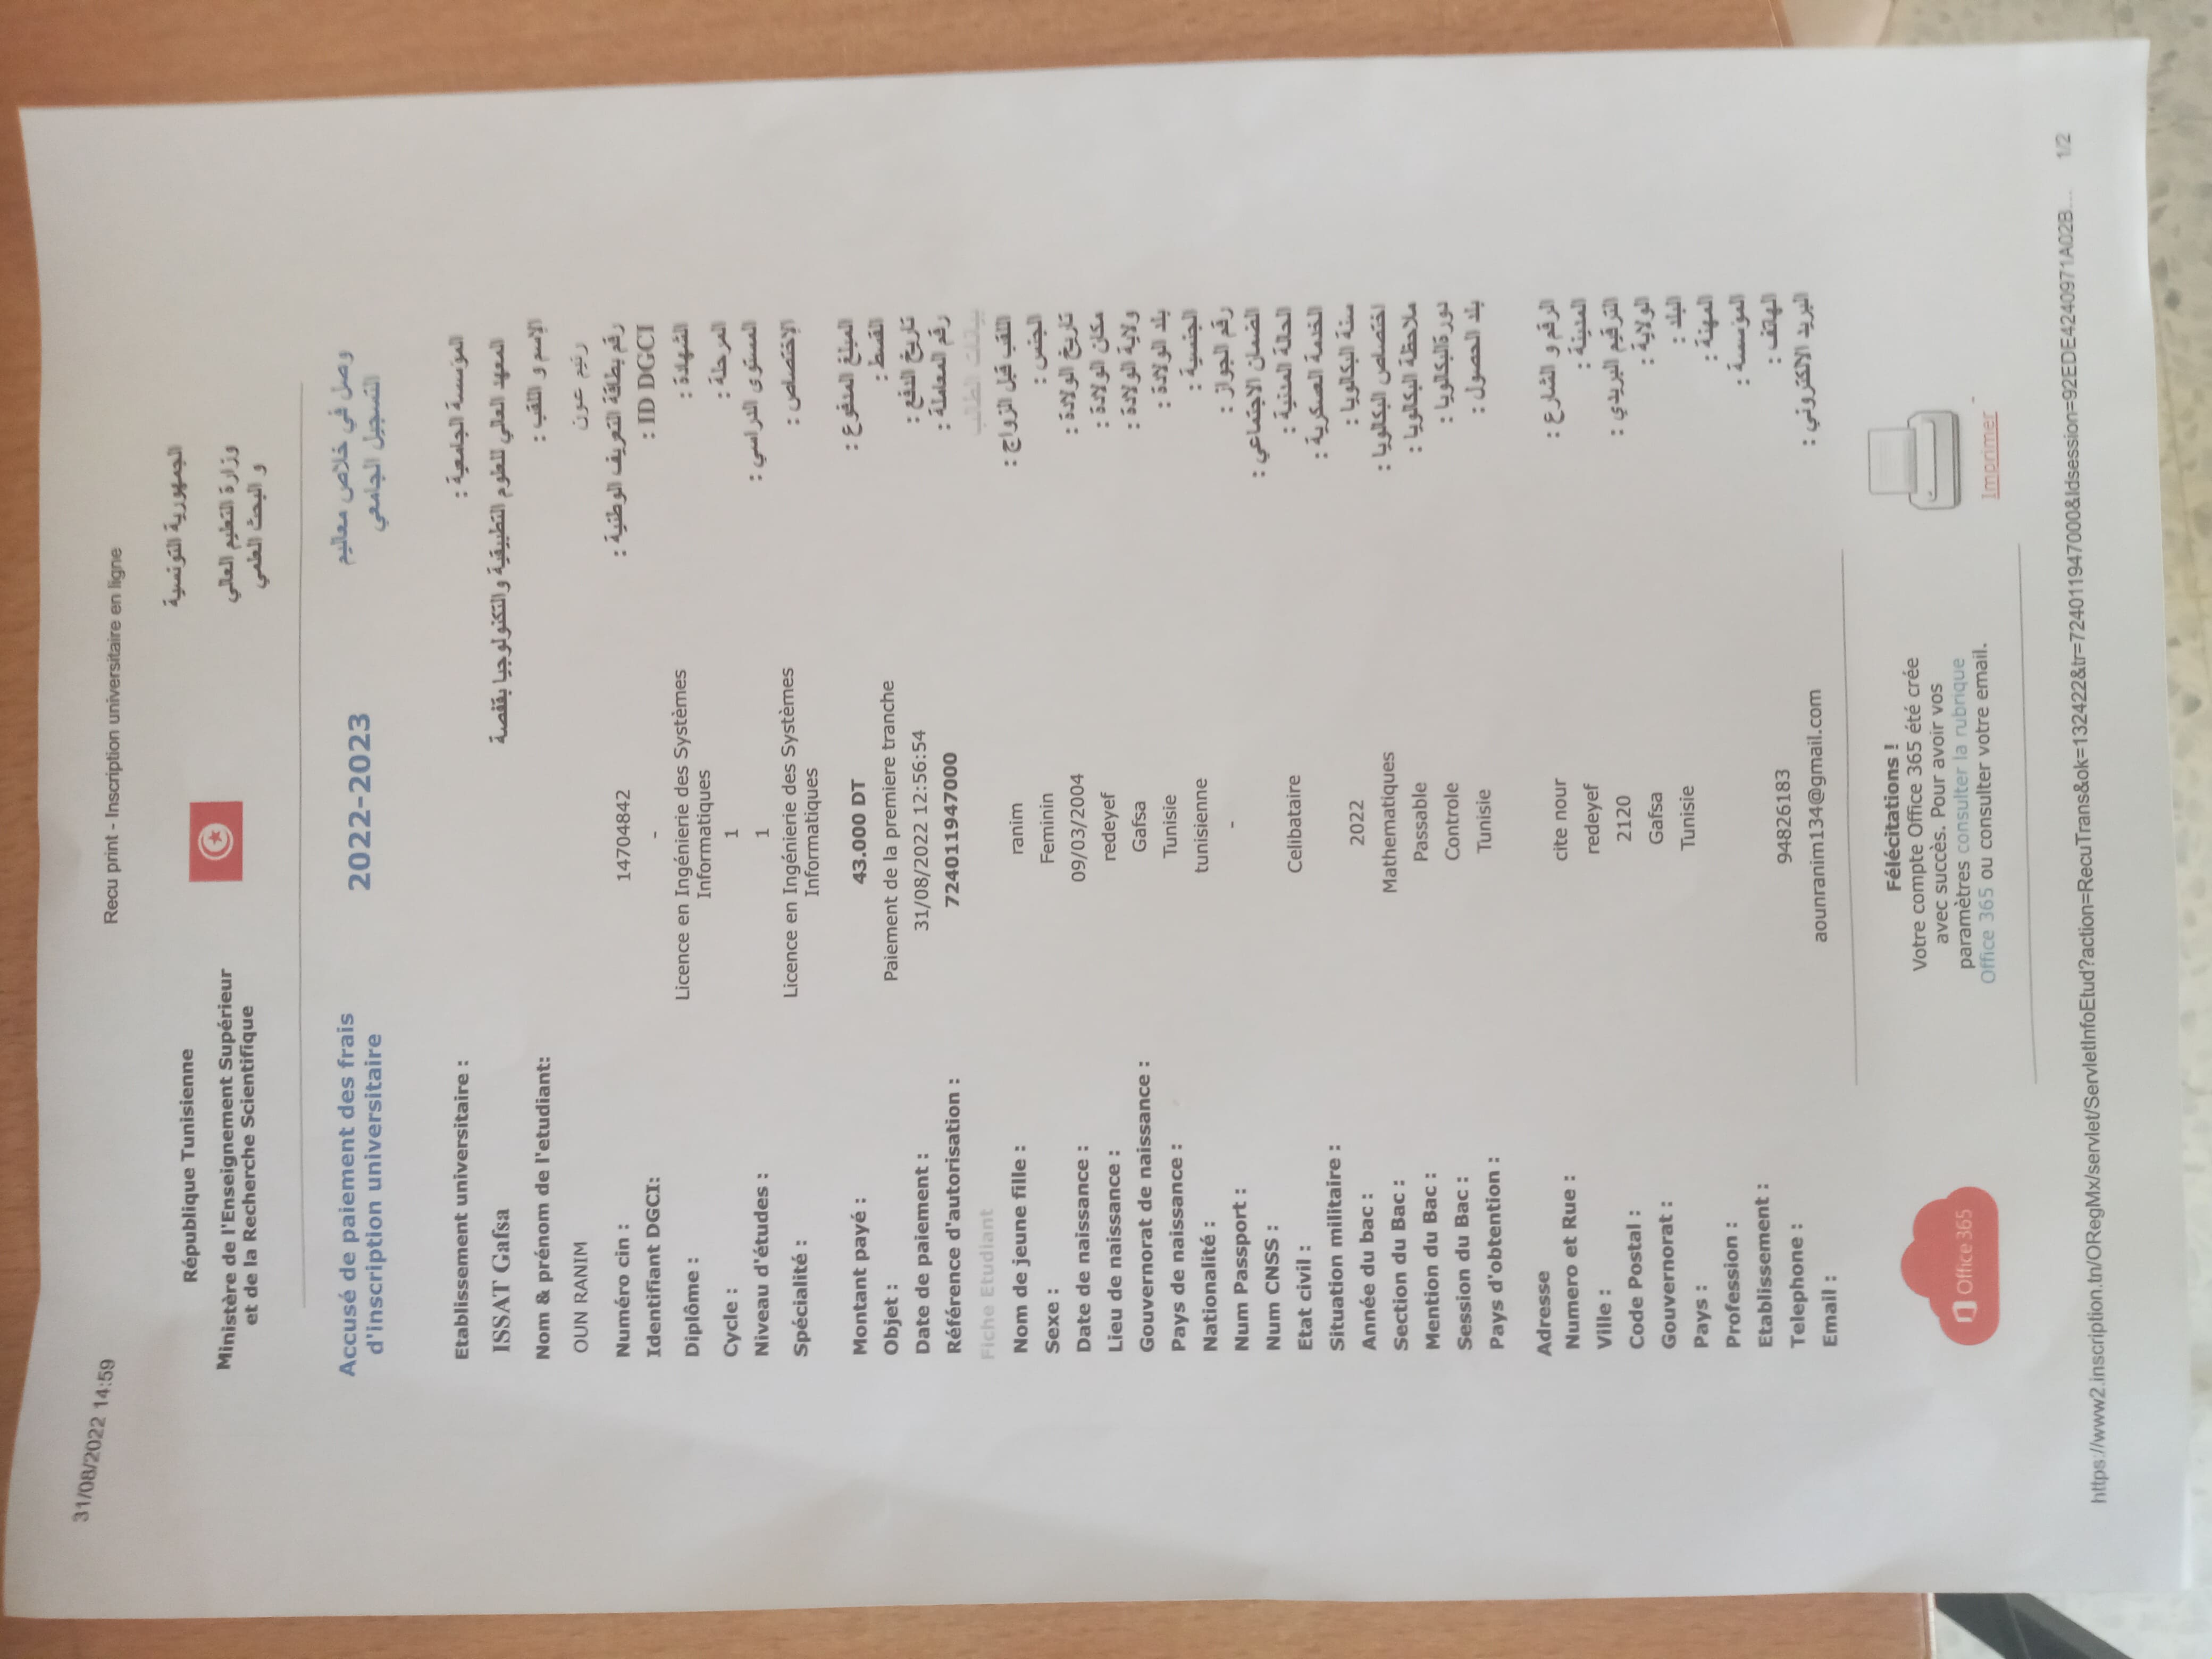 31/08/2022 14:59
Recu print - Inscription universitaire en ligne
République Tunisienne
الجمهورية التونسية
Ministère de l'Enseignement Supérieur
et de la Recherche Scientifique
وزارة التعليم العالي
و البحث العلمي
Accusé de paiement des frais
d'inscription universitaire
2022-2023
وصل في خلاص معاليم
التسجيل الجامعي
Etablissement universitaire :
المؤسسة الجامعية :
ISSAT Gafsa
المعهد العالي للعلوم التطبيقية والتكنولوجيا بقفصة
Nom & prénom de l'etudiant:
الإسم و اللقب :
OUN RANIM
رنيم عون
Numéro cin : 14704842 رقم بطاقة التعريف الوطنية :
Identifiant DGCI: - ID DGCI :
Diplôme : Licence en Ingénierie des Systèmes الشهادة :
Informatiques
Cycle : 1 المرحلة :
Niveau d'études : 1 المستوى الدراسي :
Spécialité : Licence en Ingénierie des Systèmes الإختصاص :
Informatiques
Montant payé : 43.000 DT المبلغ المدفوع :
Objet : Paiement de la premiere tranche القسط :
Date de paiement : 31/08/2022 12:56:54 تاريخ الدفع :
Référence d'autorisation : 724011947000 رقم المعاملة :
Fiche Etudiant بيانات الطالب
Nom de jeune fille : ranim اللقب قبل الزواج :
Sexe : Feminin الجنس :
Date de naissance : 09/03/2004 تاريخ الولادة :
Lieu de naissance : redeyef مكان الولادة :
Gouvernorat de naissance : Gafsa ولاية الولادة :
Pays de naissance : Tunisie بلد الولادة :
Nationalité : tunisienne الجنسية :
Num Passport : - رقم الجواز :
Num CNSS : الضمان الاجتماعي :
Etat civil : Celibataire الحالة المدنية :
Situation militaire : الخدمة العسكرية :
Année du bac : 2022 سنة البكالوريا :
Section du Bac : Mathematiques اختصاص البكالوريا :
Mention du Bac : Passable ملاحظة البكالوريا :
Session du Bac : Controle دورةالبكالوريا :
Pays d'obtention : Tunisie بلد الحصول :
Adresse
Numero et Rue : cite nour الرقم و الشارع :
Ville : redeyef المدينة :
Code Postal : 2120 الترقيم البريدي :
Gouvernorat : Gafsa الولاية :
Pays : Tunisie البلد :
Profession : المهنة :
Etablissement : المؤسسة :
Telephone : 94826183 الهاتف :
Email : aounranim134@gmail.com البريد الالكتروني :
Office 365
Félécitations !
Votre compte Office 365 été crée
avec succès. Pour avoir vos
paramètres consulter la rubrique
Office 365 ou consulter votre email.
Imprimer
https://www2.inscription.tn/ORegMx/servlet/ServletInfoEtud?action=RecuTrans&ok=132422&tr=724011947000&Idsession=92EDE4240971A02B… 1/2